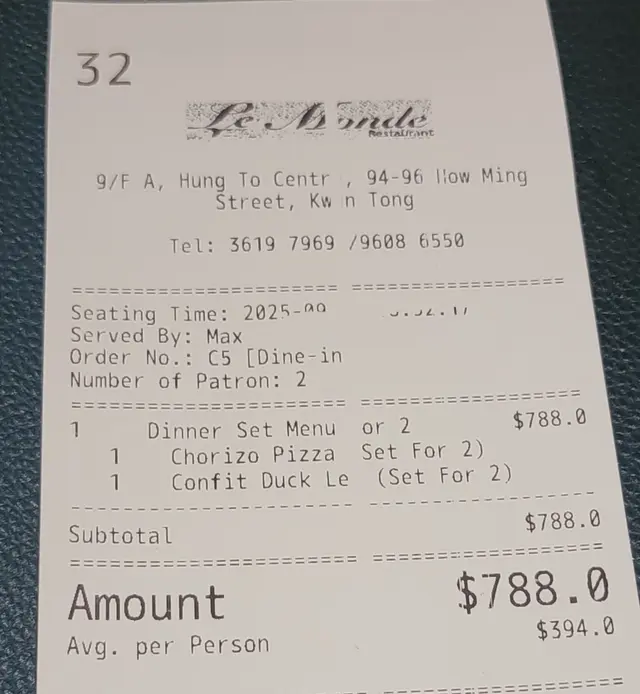 32
Le Monde
Restaurant
9/F A, Hung To Centr , 94-96 How Ming
Street, Kw n Tong
Tel: 3619 7969 /9608 6550
Seating Time: 2025-09
Served By: Max
Order No.: C5 [Dine-in
Number of Patron: 2
1 Dinner Set Menu or 2 $788.0
1 Chorizo Pizza Set For 2)
1 Confit Duck Le (Set For 2)
Subtotal $788.0
Amount $788.0
Avg. per Person $394.0